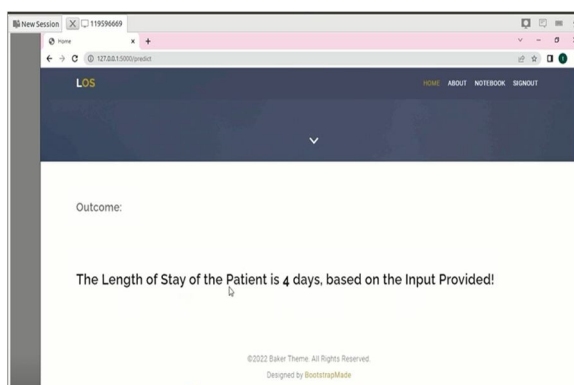 New Session
119596669
Home
127.0.0.1:5000/predict
LOS
HOME ABOUT NOTEBOOK SIGNOUT
Outcome:
The Length of Stay of the Patient is 4 days, based on the Input Provided!
©2022 Baker Theme. All Rights Reserved.
Designed by BootstrapMade